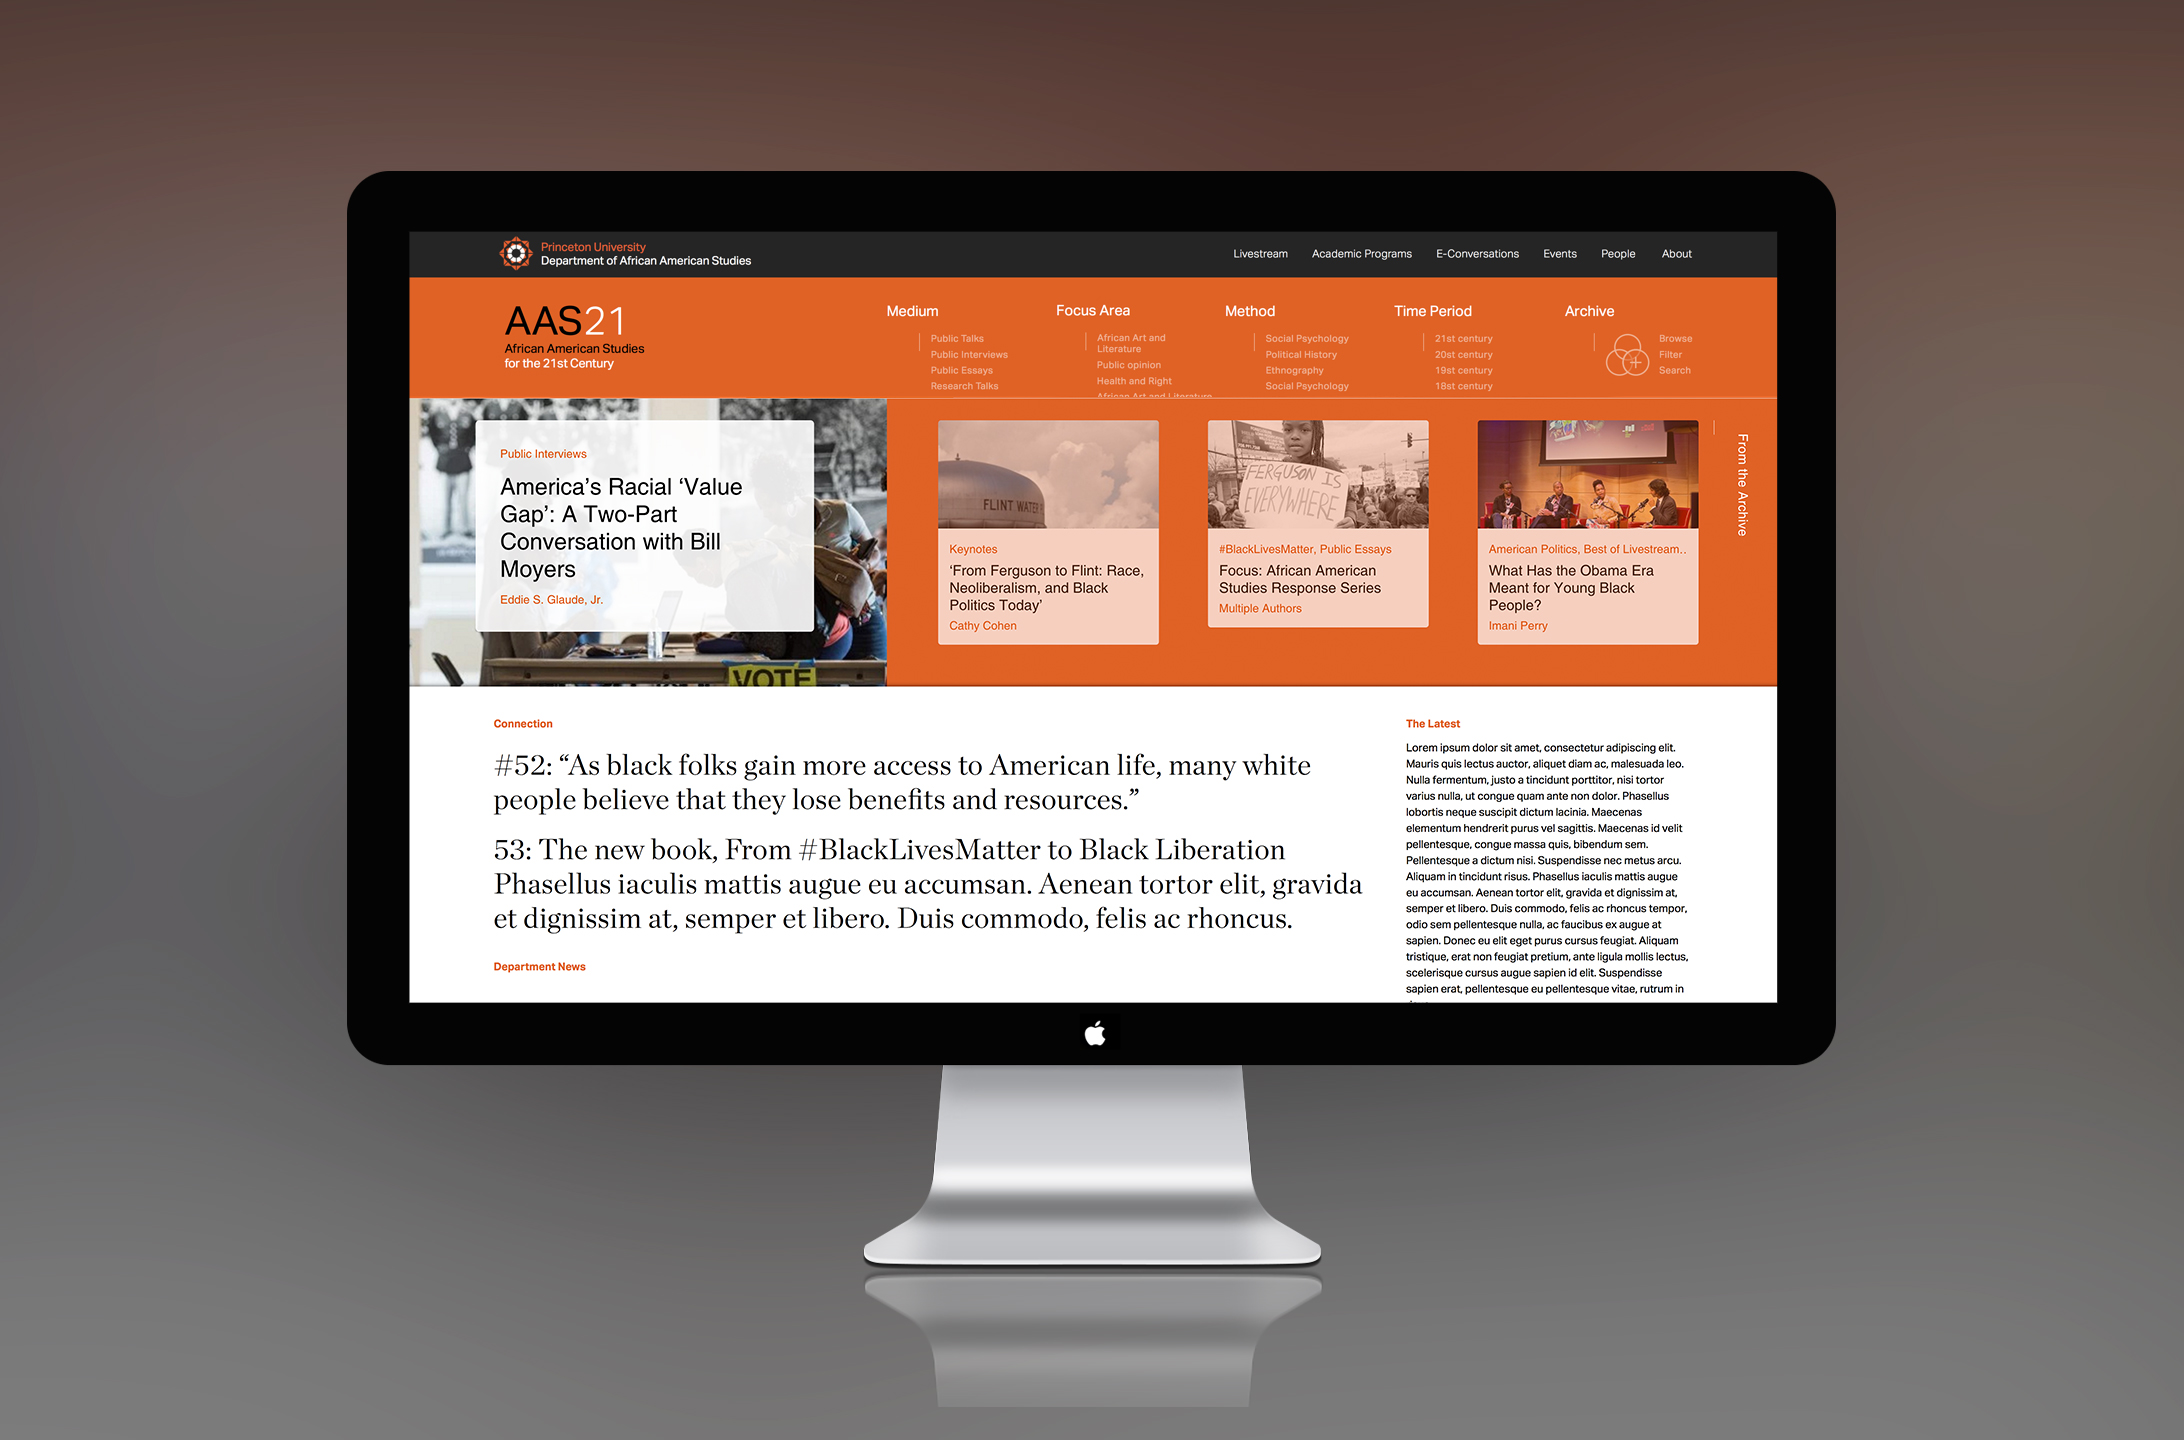 Princeton University
Department of African American Studies
Livestream Academic Programs E-Conversations Events People About
AAS21
African American Studies
for the 21st Century
Medium
Public Talks
Public Interviews
Public Essays
Research Talks
Focus Area
African Art and
Literature
Public opinion
Health and Right
African Art and Literature
Method
Social Psychology
Political History
Ethnography
Social Psychology
Time Period
21st century
20st century
19st century
18st century
Archive
Browse
Filter
Search
Public Interviews
America’s Racial ‘Value
Gap’: A Two-Part
Conversation with Bill
Moyers
Eddie S. Glaude, Jr.
VOTE
FLINT WATER
Keynotes
‘From Ferguson to Flint: Race,
Neoliberalism, and Black
Politics Today’
Cathy Cohen
FERGUSON IS
EVERYWHERE
#BlackLivesMatter, Public Essays
Focus: African American
Studies Response Series
Multiple Authors
American Politics, Best of Livestream..
What Has the Obama Era
Meant for Young Black
People?
Imani Perry
From the Archive
Connection
#52: “As black folks gain more access to American life, many white
people believe that they lose benefits and resources.”
53: The new book, From #BlackLivesMatter to Black Liberation
Phasellus iaculis mattis augue eu accumsan. Aenean tortor elit, gravida
et dignissim at, semper et libero. Duis commodo, felis ac rhoncus.
Department News
The Latest
Lorem ipsum dolor sit amet, consectetur adipiscing elit.
Mauris quis lectus auctor, aliquet diam ac, malesuada leo.
Nulla fermentum, justo a tincidunt porttitor, nisi tortor
varius nulla, ut congue quam ante non dolor. Phasellus
lobortis neque suscipit dictum lacinia. Maecenas
elementum hendrerit purus vel sagittis. Maecenas id velit
pellentesque, congue massa quis, bibendum sem.
Pellentesque a dictum nisi. Suspendisse nec metus arcu.
Aliquam in tincidunt risus. Phasellus iaculis mattis augue
eu accumsan. Aenean tortor elit, gravida et dignissim at,
semper et libero. Duis commodo, felis ac rhoncus tempor,
odio sem pellentesque nulla, ac faucibus ex augue at
sapien. Donec eu elit eget purus cursus feugiat. Aliquam
tristique, erat non feugiat pretium, ante ligula mollis lectus,
scelerisque cursus augue sapien id elit. Suspendisse
sapien erat, pellentesque eu pellentesque vitae, rutrum in